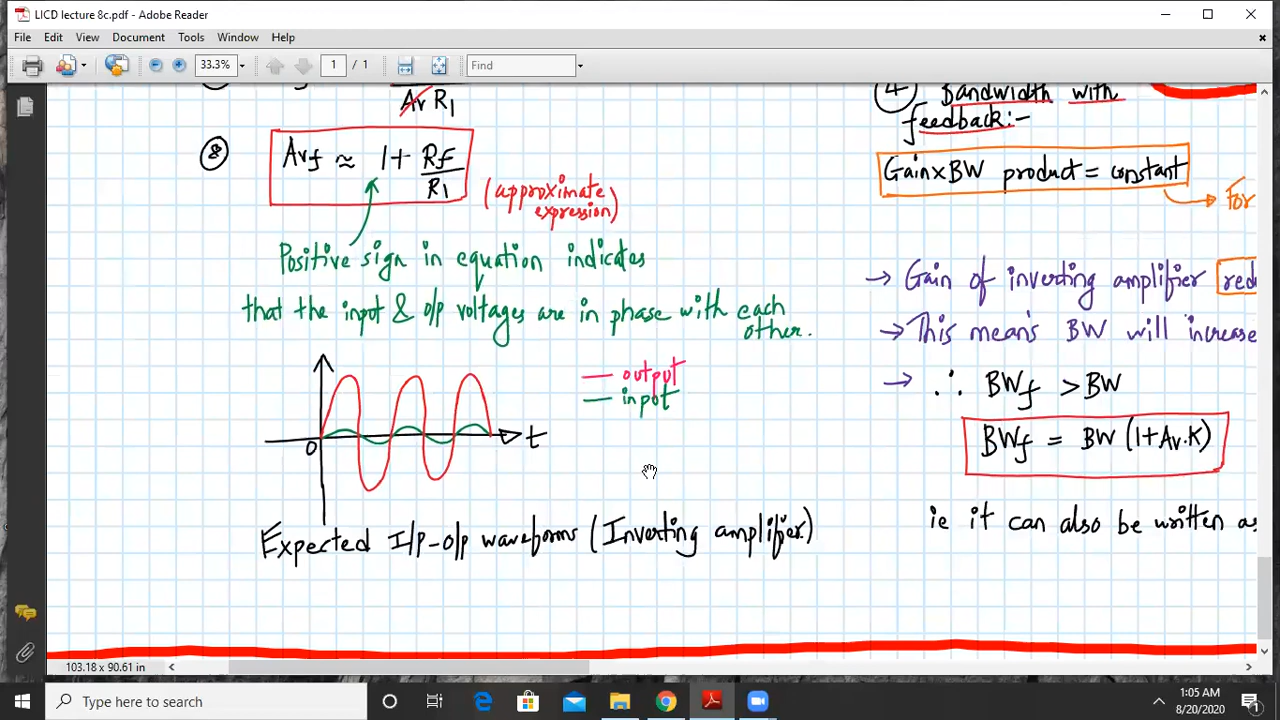 LICD lecture 8c.pdf - Adobe Reader
File Edit View Document Tools Window Help
33.3% 1 / 1 Find
Av R1
8
Avf ≈ 1+ Rf
R1
(approximate
expression)
Positive sign in equation indicates
that the input & o/p voltages are in phase with each
other.
output
input
0
t
Expected I/p-o/p waveforms (Inverting amplifier)
4 Bandwidth with
feedback:-
Gain×BW product = constant
→ For
→ Gain of inverting amplifier red
→ This means BW will increase
→ ∴ BWf > BW
BWf = BW (1+Av.K)
ie it can also be written as
103.18 x 90.61 in
Type here to search
1:05 AM
8/20/2020
1